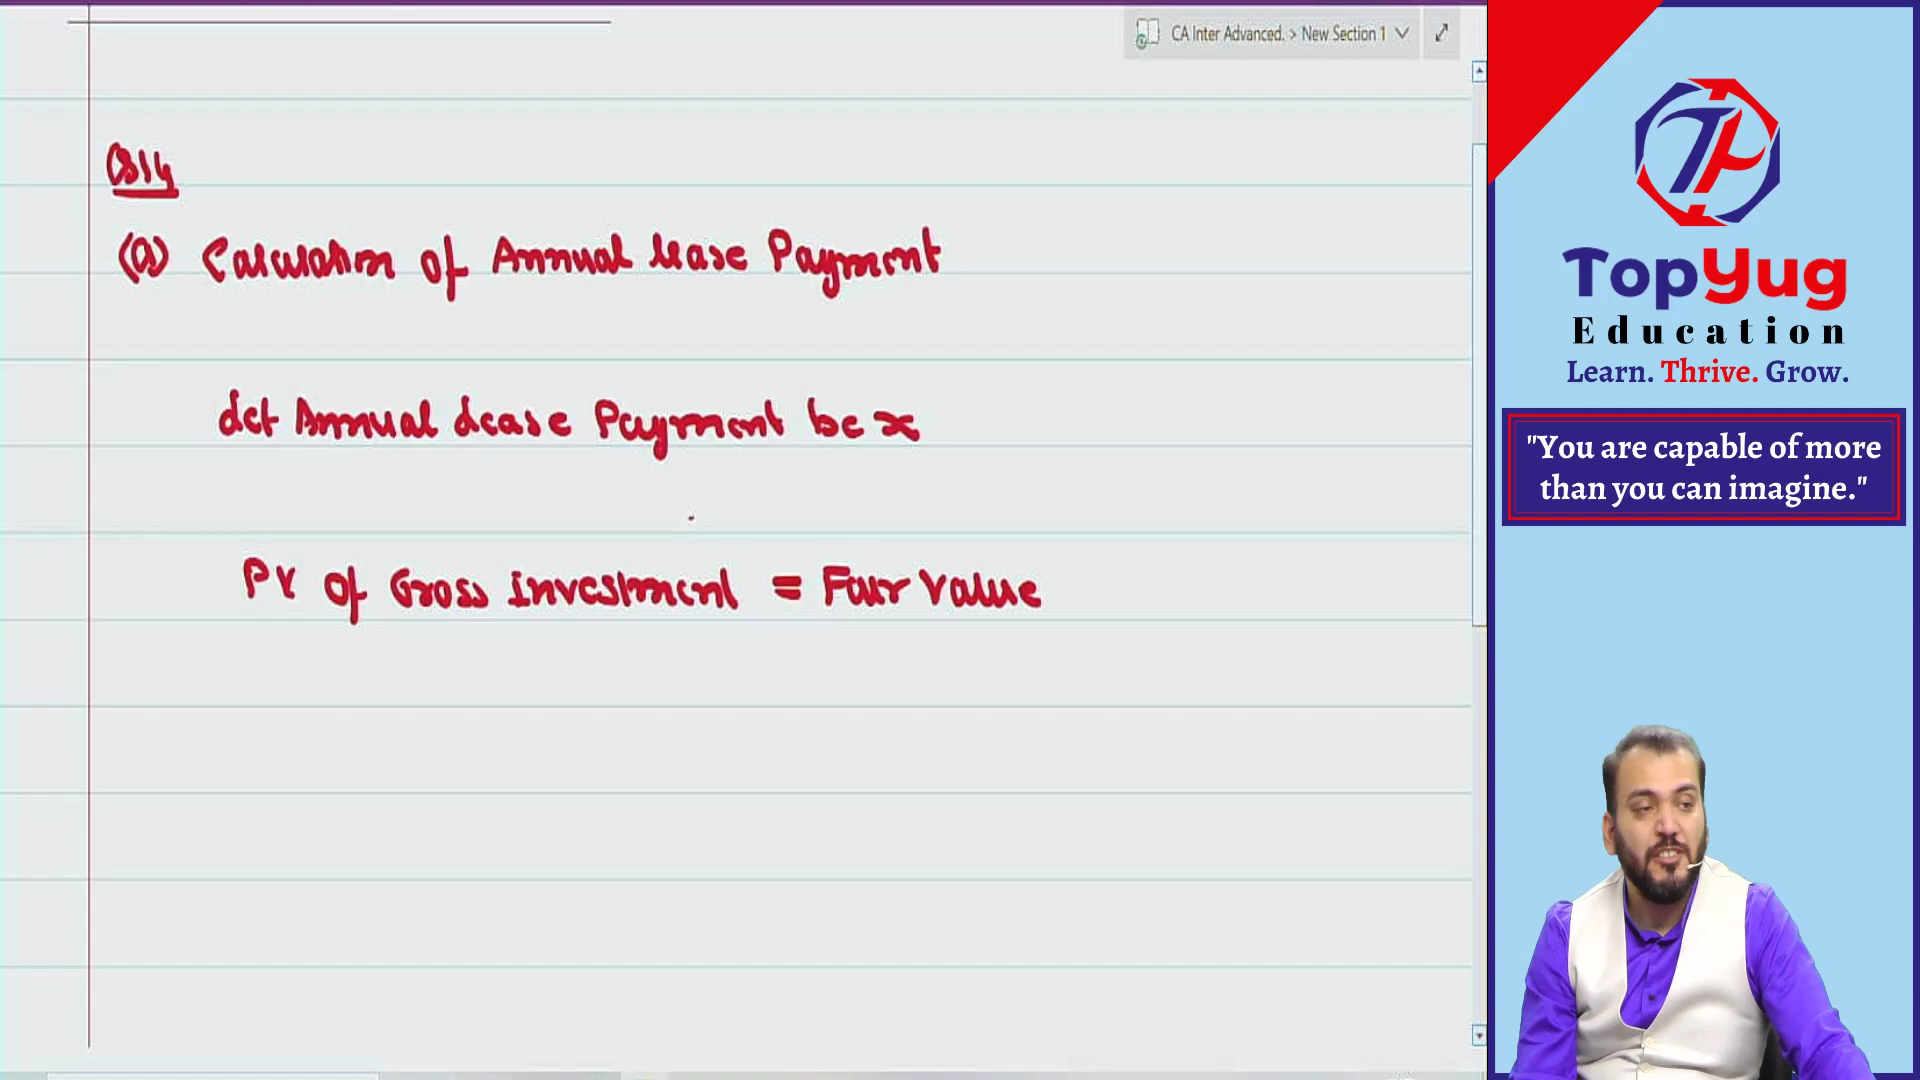 CA Inter Advanced. > New Section 1
Q814
(a) Calculation of Annual lease Payment
let Annual Lease Payment be x
PV of Gross Investment = Fair Value
TopYug
Education
Learn. Thrive. Grow.
"You are capable of more
than you can imagine."